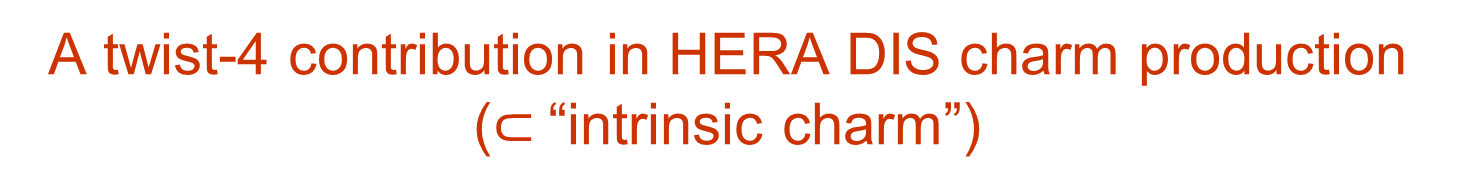 A twist-4 contribution in HERA DIS charm production
(⊂ “intrinsic charm”)